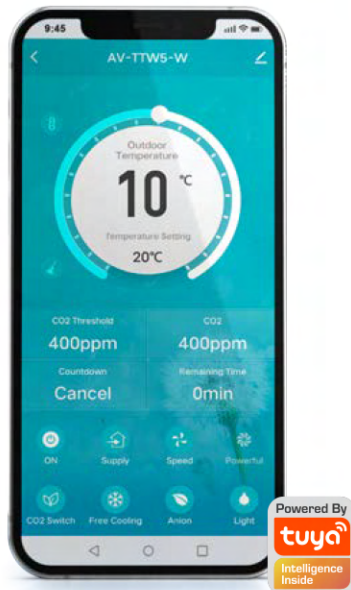 9:45
AV-TTW5-W
Outdoor
Temperature
10 ℃
Temperature Setting
20℃
CO2 Threshold
CO2
400ppm
400ppm
Countdown
Remaining Time
Cancel
0min
ON
Supply
Speed
Powerful
CO2 Switch
Free Cooling
Anion
Light
Powered By
tuya
Intelligence
Inside